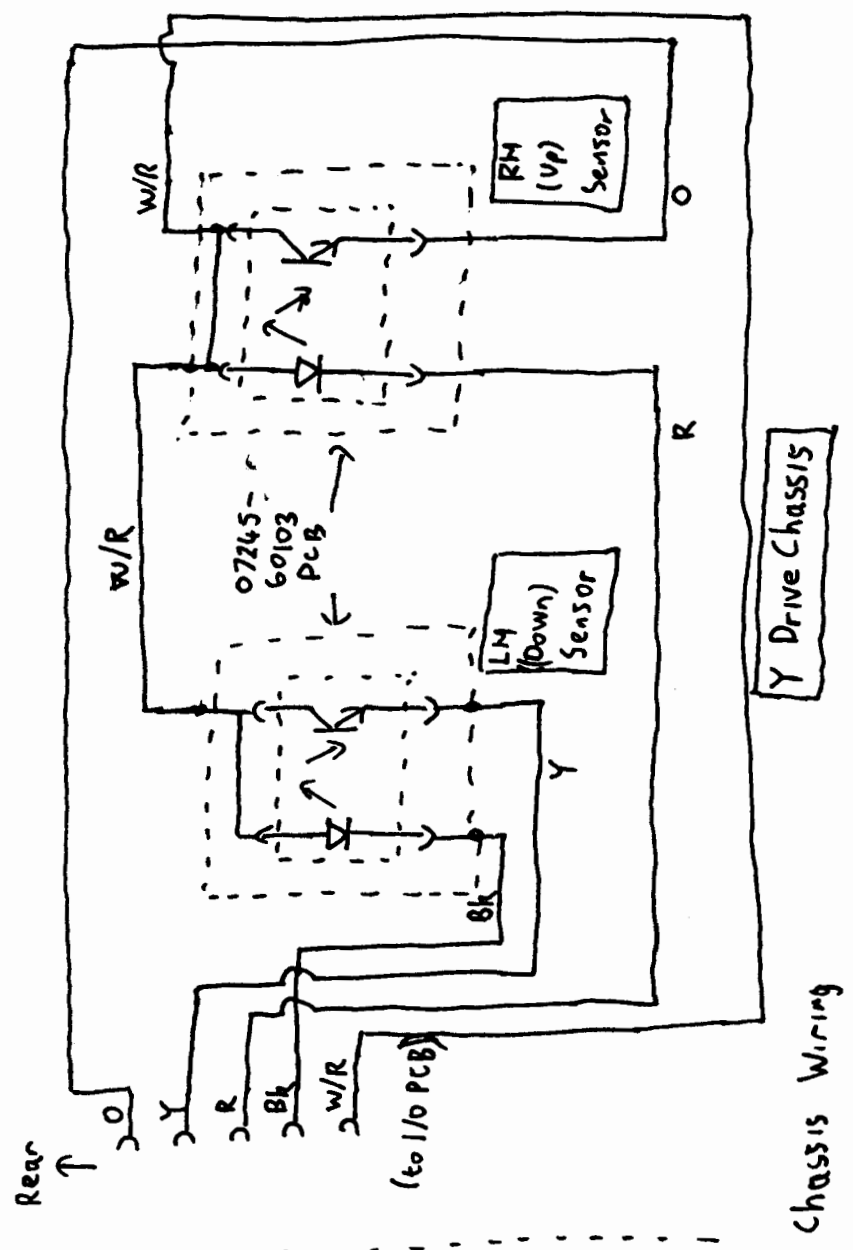 Rear
O
Y
R
Bk
W/R
(to I/O PCB)
W/R
W/R
07245-
60103
PCB
LH
(Down)
Sensor
RH
(Up)
Sensor
Bk
Y
R
O
Y Drive Chassis
Chassis Wiring